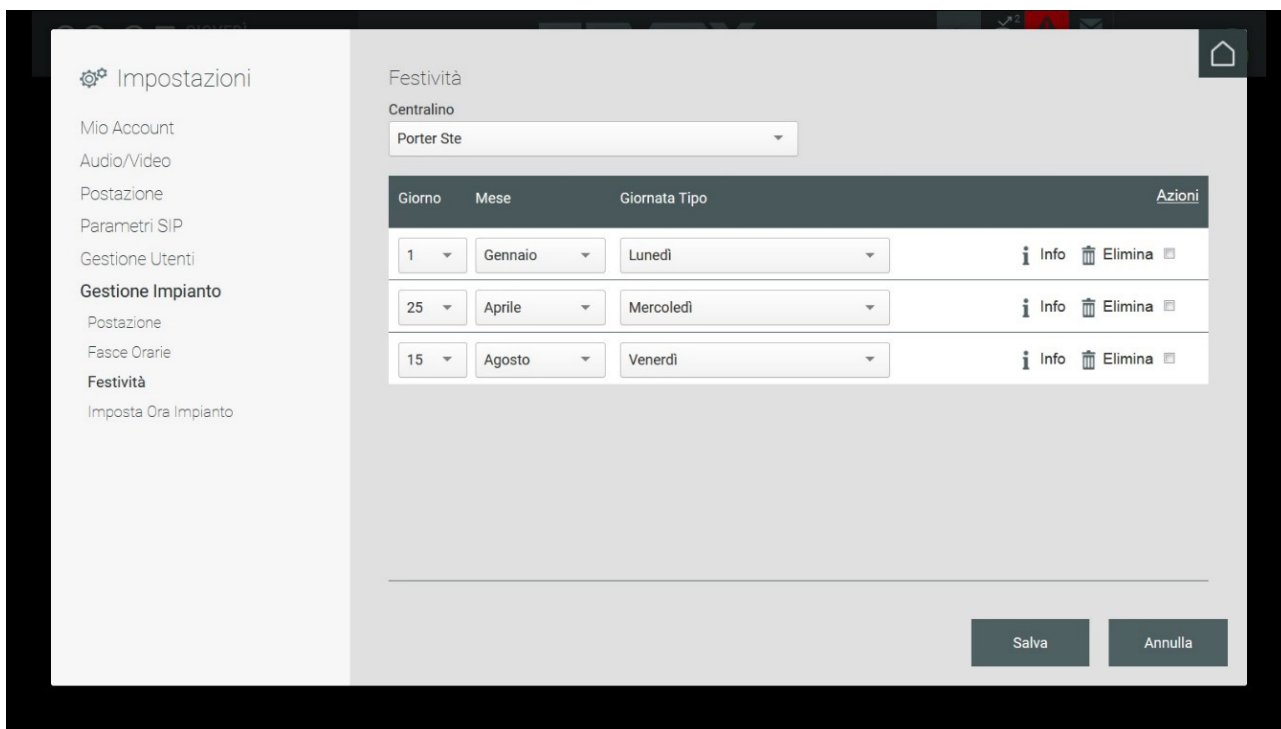 Impostazioni
Mio Account
Audio/Video
Postazione
Parametri SIP
Gestione Utenti
Gestione Impianto
Postazione
Fasce Orarie
Festività
Imposta Ora Impianto
Festività
Centralino
Porter Ste
Giorno Mese Giornata Tipo Azioni
1 Gennaio Lunedì Info Elimina
25 Aprile Mercoledì Info Elimina
15 Agosto Venerdì Info Elimina
Salva Annulla